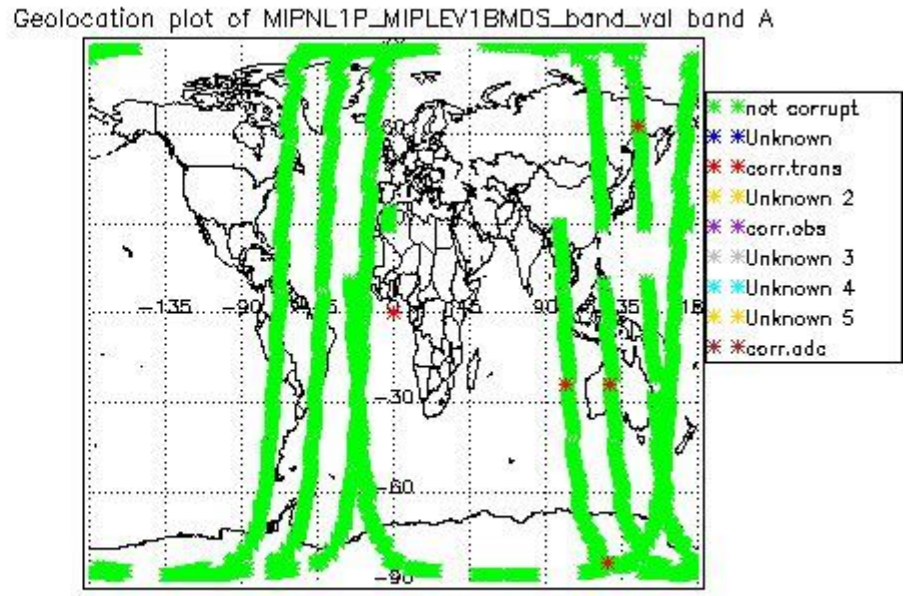 Geolocation plot of MIPNL1P_MIPLEV1BMDS_band_val band A
not corrupt
Unknown
corr.trans
Unknown 2
corr.obs
Unknown 3
Unknown 4
Unknown 5
corr.adc
-135 -90 90 135
-30
-60
-90